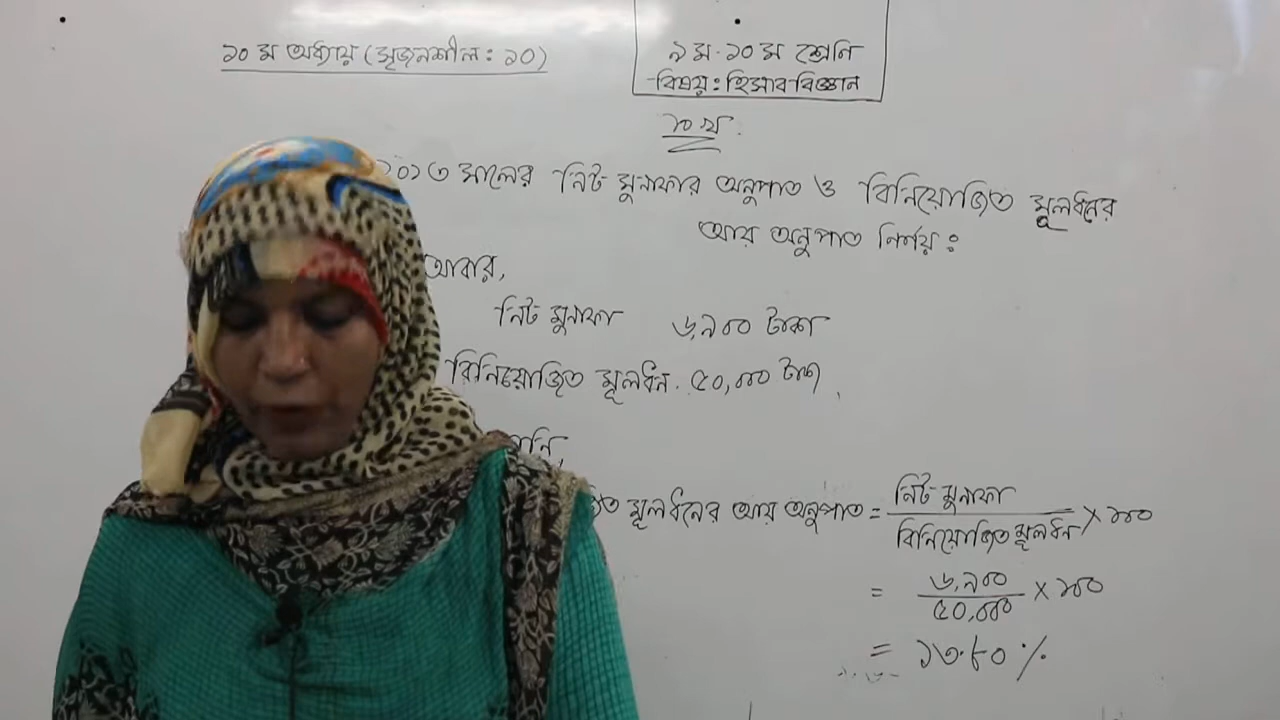 ১০ম অধ্যায় (সৃজনশীল: ১০)
৯ম-১০ম শ্রেনি
বিষয়: হিসাব বিজ্ঞান
১০.খ.
২০১৩ সালের নিট মুনাফার অনুপাত ও বিনিয়োজিত মূলধনের
আয় অনুপাত নির্ণয়:
আবার,
নিট মুনাফা ৬,৯০০ টাকা
বিনিয়োজিত মূলধন. ৫০,০০০ টাকা,
মূলধনের আয় অনুপাত = নিট মুনাফা / বিনিয়োজিত মূলধন × ১০০
= ৬,৯০০ / ৫০,০০০ × ১০০
= ১৩.৮০ %